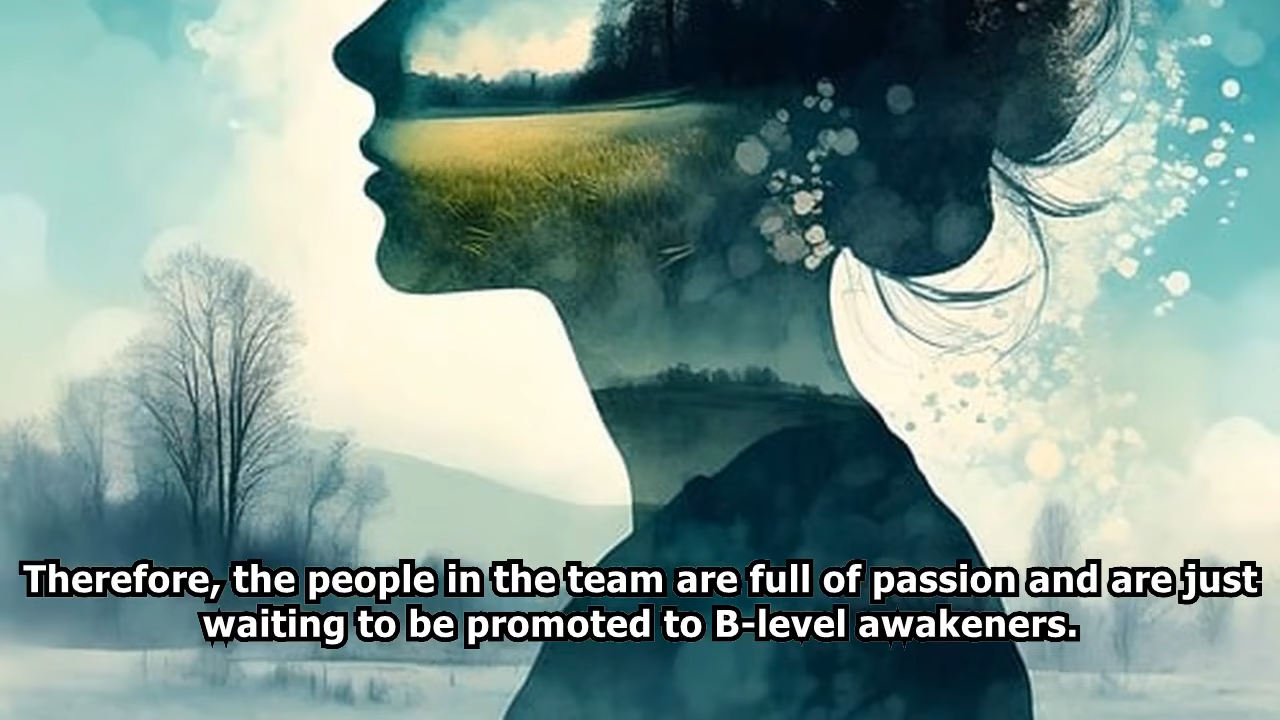 Therefore, the people in the team are full of passion and are just
waiting to be promoted to B-level awakeners.